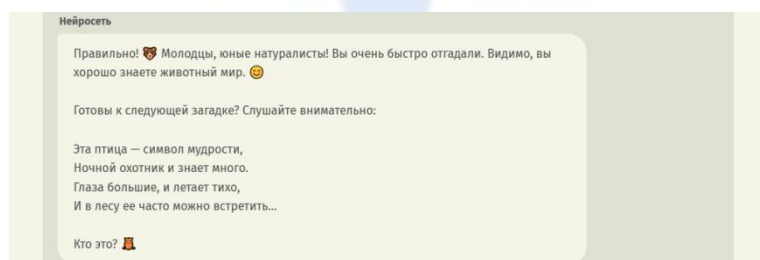 Нейросеть
Правильно! 🐻 Молодцы, юные натуралисты! Вы очень быстро отгадали. Видимо, вы
хорошо знаете животный мир. 😊
Готовы к следующей загадке? Слушайте внимательно:
Эта птица — символ мудрости,
Ночной охотник и знает много.
Глаза большие, и летает тихо,
И в лесу ее часто можно встретить...
Кто это? 🦉